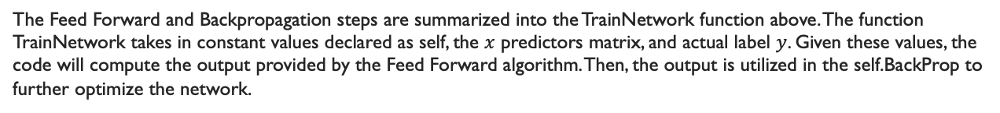 The Feed Forward and Backpropagation steps are summarized into the TrainNetwork function above. The function
TrainNetwork takes in constant values declared as self, the x predictors matrix, and actual label y. Given these values, the
code will compute the output provided by the Feed Forward algorithm. Then, the output is utilized in the self.BackProp to
further optimize the network.